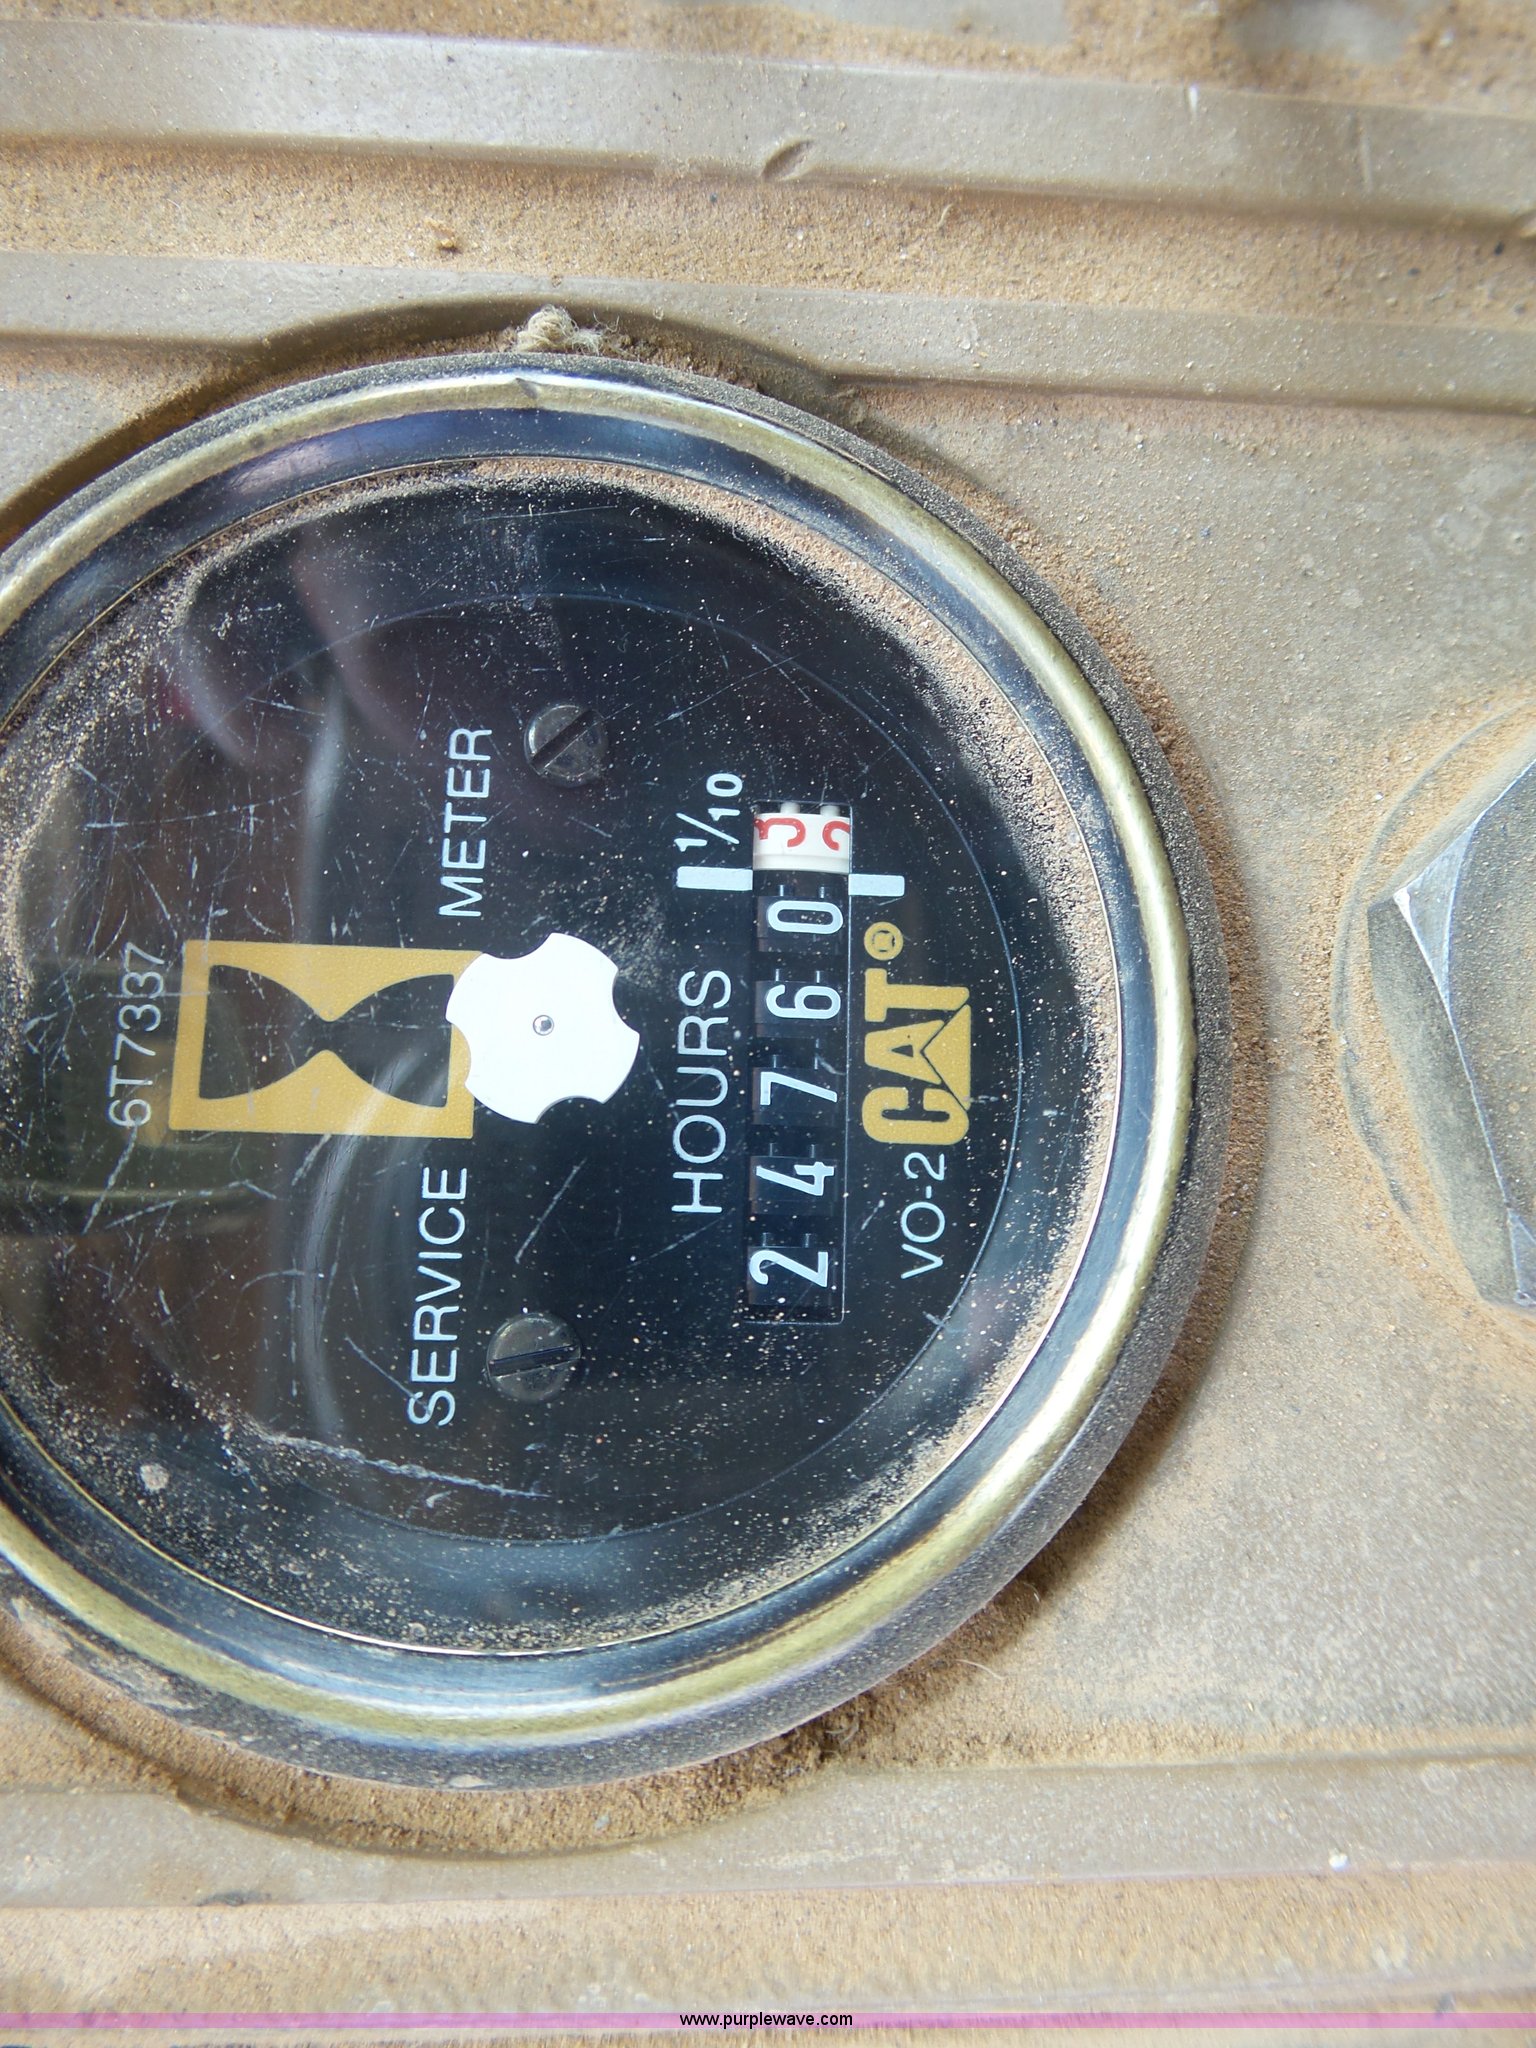 6T7337
SERVICE METER
HOURS 1/10
24760
VO-2 CAT®
www.purplewave.com